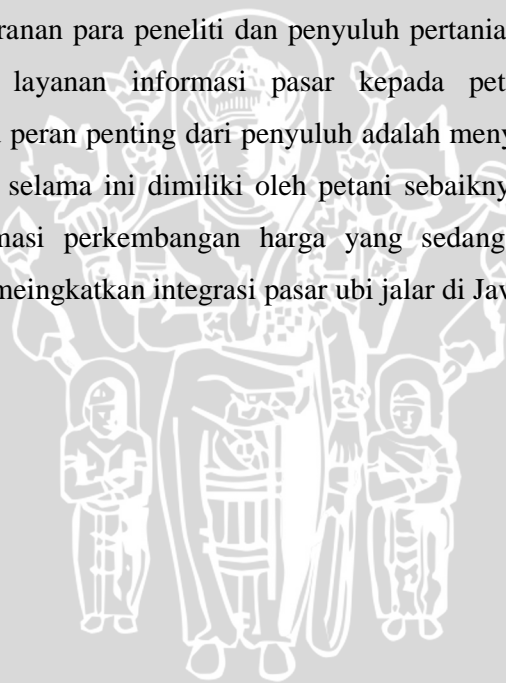 ranan para peneliti dan penyuluh pertania
layanan informasi pasar kepada pet
peran penting dari penyuluh adalah meny
selama ini dimiliki oleh petani sebaikny
masi perkembangan harga yang sedang
meingkatkan integrasi pasar ubi jalar di Jav